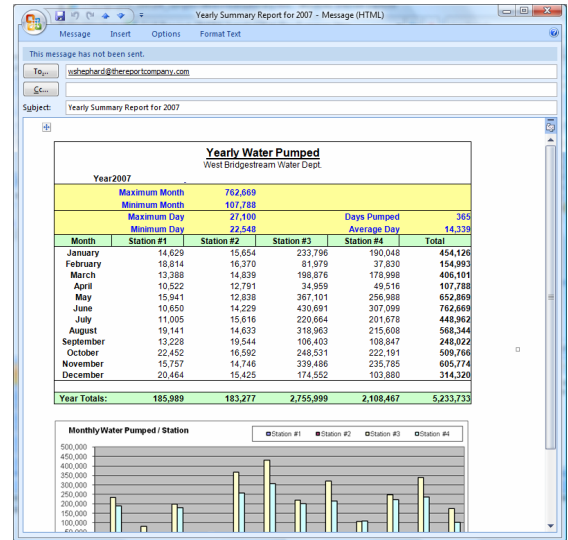 Yearly Summary Report for 2007 - Message (HTML)
Message Insert Options Format Text
This message has not been sent.
To... wshephard@thereportcompany.com
Cc...
Subject: Yearly Summary Report for 2007
Yearly Water Pumped
West Bridgestream Water Dept.
Year2007
Maximum Month 762,669
Minimum Month 107,788
Maximum Day 27,100 Days Pumped 365
Minimum Day 22,548 Average Day 14,339
Month Station #1 Station #2 Station #3 Station #4 Total
January 14,629 15,654 233,796 190,048 454,126
February 18,814 16,370 81,979 37,830 154,993
March 13,388 14,839 198,876 178,998 406,101
April 10,522 12,791 34,959 49,516 107,788
May 15,941 12,838 367,101 256,988 652,869
June 10,650 14,229 430,691 307,099 762,669
July 11,005 15,616 220,664 201,678 448,962
August 19,141 14,633 318,963 215,608 568,344
September 13,228 19,544 106,403 108,847 248,022
October 22,452 16,592 248,531 222,191 509,766
November 15,757 14,746 339,486 235,785 605,774
December 20,464 15,425 174,552 103,880 314,320
Year Totals: 185,989 183,277 2,755,999 2,108,467 5,233,733
Monthly Water Pumped / Station Station #1 Station #2 Station #3 Station #4
500,000
450,000
400,000
350,000
300,000
250,000
200,000
150,000
100,000